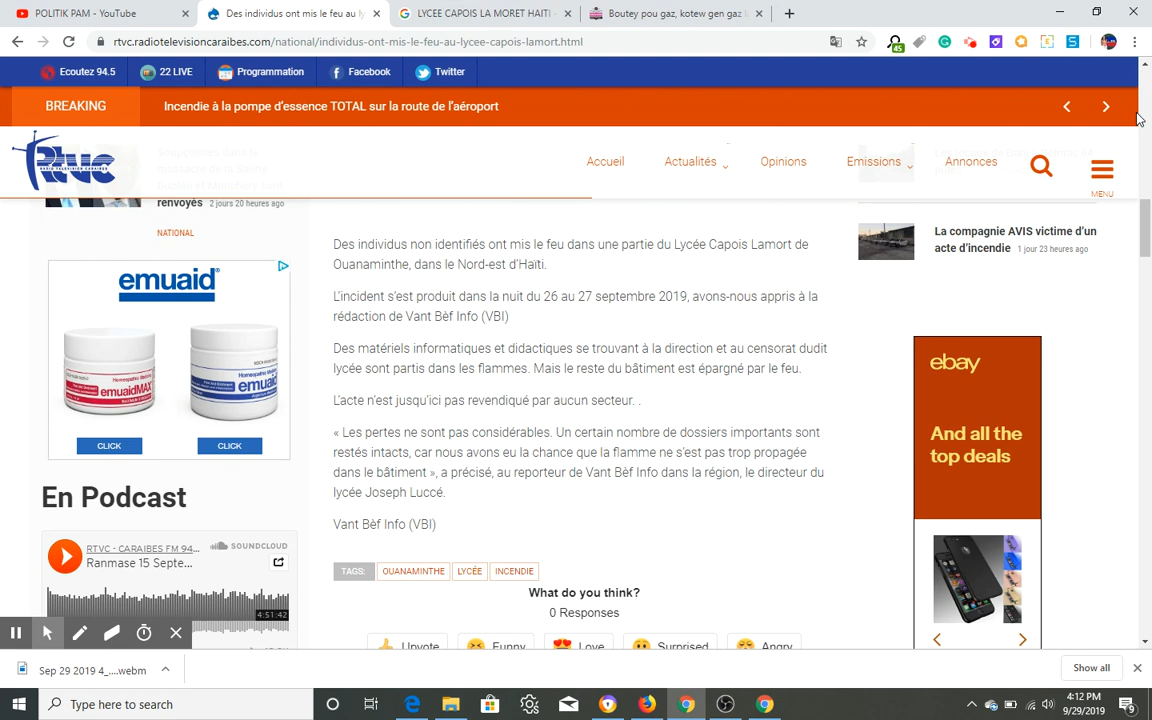 POLITIK PAM - YouTube
Des individus ont mis le feu au ly
LYCEE CAPOIS LA MORET HAITI -
Boutey pou gaz, kotew gen gaz
rtvc.radiotelevisioncaraibes.com/national/individus-ont-mis-le-feu-au-lycee-capois-lamort.html
45
Ecoutez 94.5
22 LIVE
Programmation
Facebook
Twitter
BREAKING
Incendie à la pompe d'essence TOTAL sur la route de l'aéroport
RTVC
RADIO TELEVISION CARAIBES
Accueil
Actualités
Opinions
Emissions
Annonces
MENU
renvoyés 2 jours 20 heures ago
NATIONAL
La compagnie AVIS victime d'un
acte d'incendie 1 jour 23 heures ago
Des individus non identifiés ont mis le feu dans une partie du Lycée Capois Lamort de
Ouanaminthe, dans le Nord-est d'Haïti.
L'incident s'est produit dans la nuit du 26 au 27 septembre 2019, avons-nous appris à la
rédaction de Vant Bèf Info (VBI)
Des matériels informatiques et didactiques se trouvant à la direction et au censorat dudit
lycée sont partis dans les flammes. Mais le reste du bâtiment est épargné par le feu.
L'acte n'est jusqu'ici pas revendiqué par aucun secteur. .
« Les pertes ne sont pas considérables. Un certain nombre de dossiers importants sont
restés intacts, car nous avons eu la chance que la flamme ne s'est pas trop propagée
dans le bâtiment », a précisé, au reporteur de Vant Bèf Info dans la région, le directeur du
lycée Joseph Luccé.
Vant Bèf Info (VBI)
TAGS:
OUANAMINTHE
LYCÉE
INCENDIE
What do you think?
0 Responses
Upvote
Funny
Love
Surprised
Angry
emuaid®
emuaidMAX
emuaid
CLICK
CLICK
En Podcast
RTVC - CARAIBES FM 94...
SOUNDCLOUD
Ranmase 15 Septe...
4:51:42
ebay
And all the
top deals
Sep 29 2019 4_....webm
Show all
Type here to search
4:12 PM
9/29/2019
9